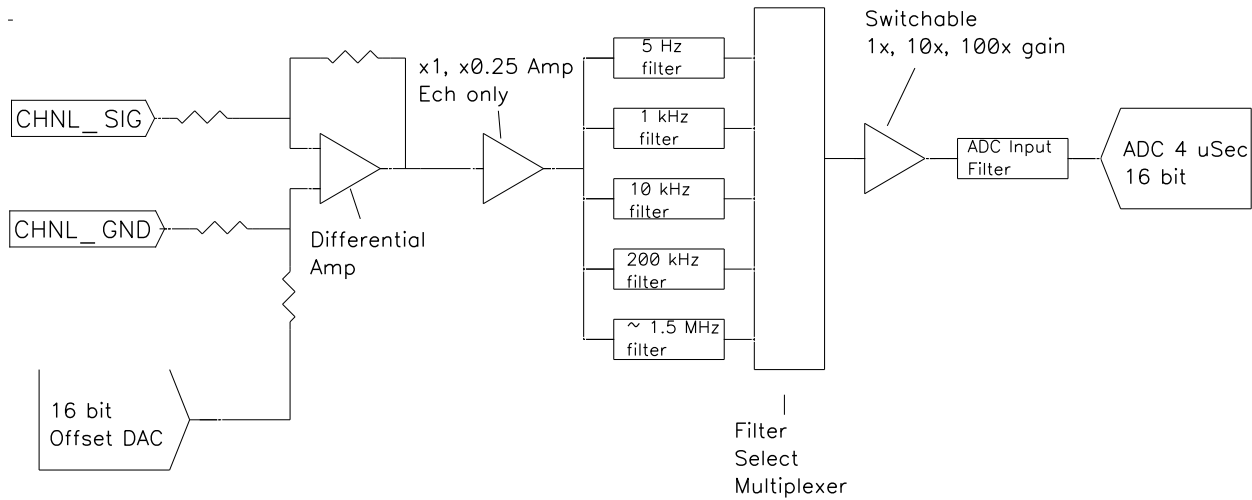 CHNL_SIG
CHNL_GND
Differential
Amp
16 bit
Offset DAC
x1, x0.25 Amp
Ech only
5 Hz
filter
1 kHz
filter
10 kHz
filter
200 kHz
filter
~ 1.5 MHz
filter
Filter
Select
Multiplexer
Switchable
1x, 10x, 100x gain
ADC Input
Filter
ADC 4 uSec
16 bit